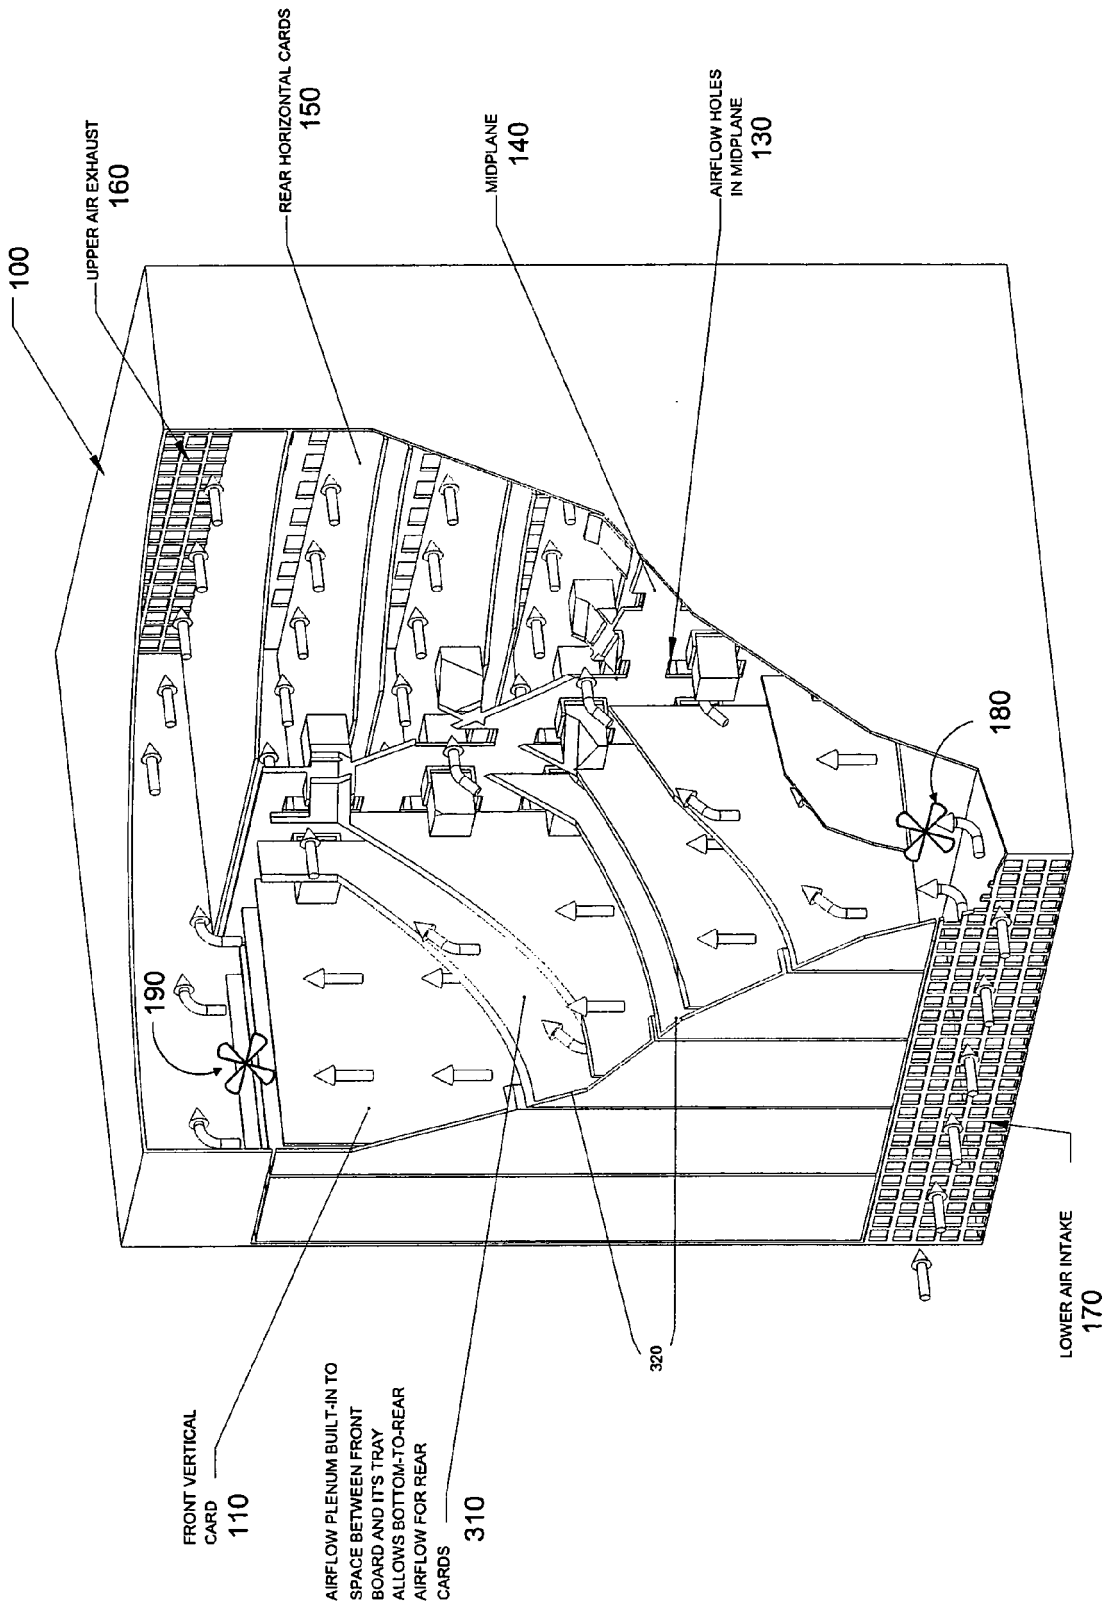 100
UPPER AIR EXHAUST
160
REAR HORIZONTAL CARDS
150
MIDPLANE
140
AIRFLOW HOLES
IN MIDPLANE
130
190
180
FRONT VERTICAL
CARD
110
AIRFLOW PLENUM BUILT-IN TO
SPACE BETWEEN FRONT
BOARD AND IT'S TRAY
ALLOWS BOTTOM-TO-REAR
AIRFLOW FOR REAR
CARDS
310
320
LOWER AIR INTAKE
170